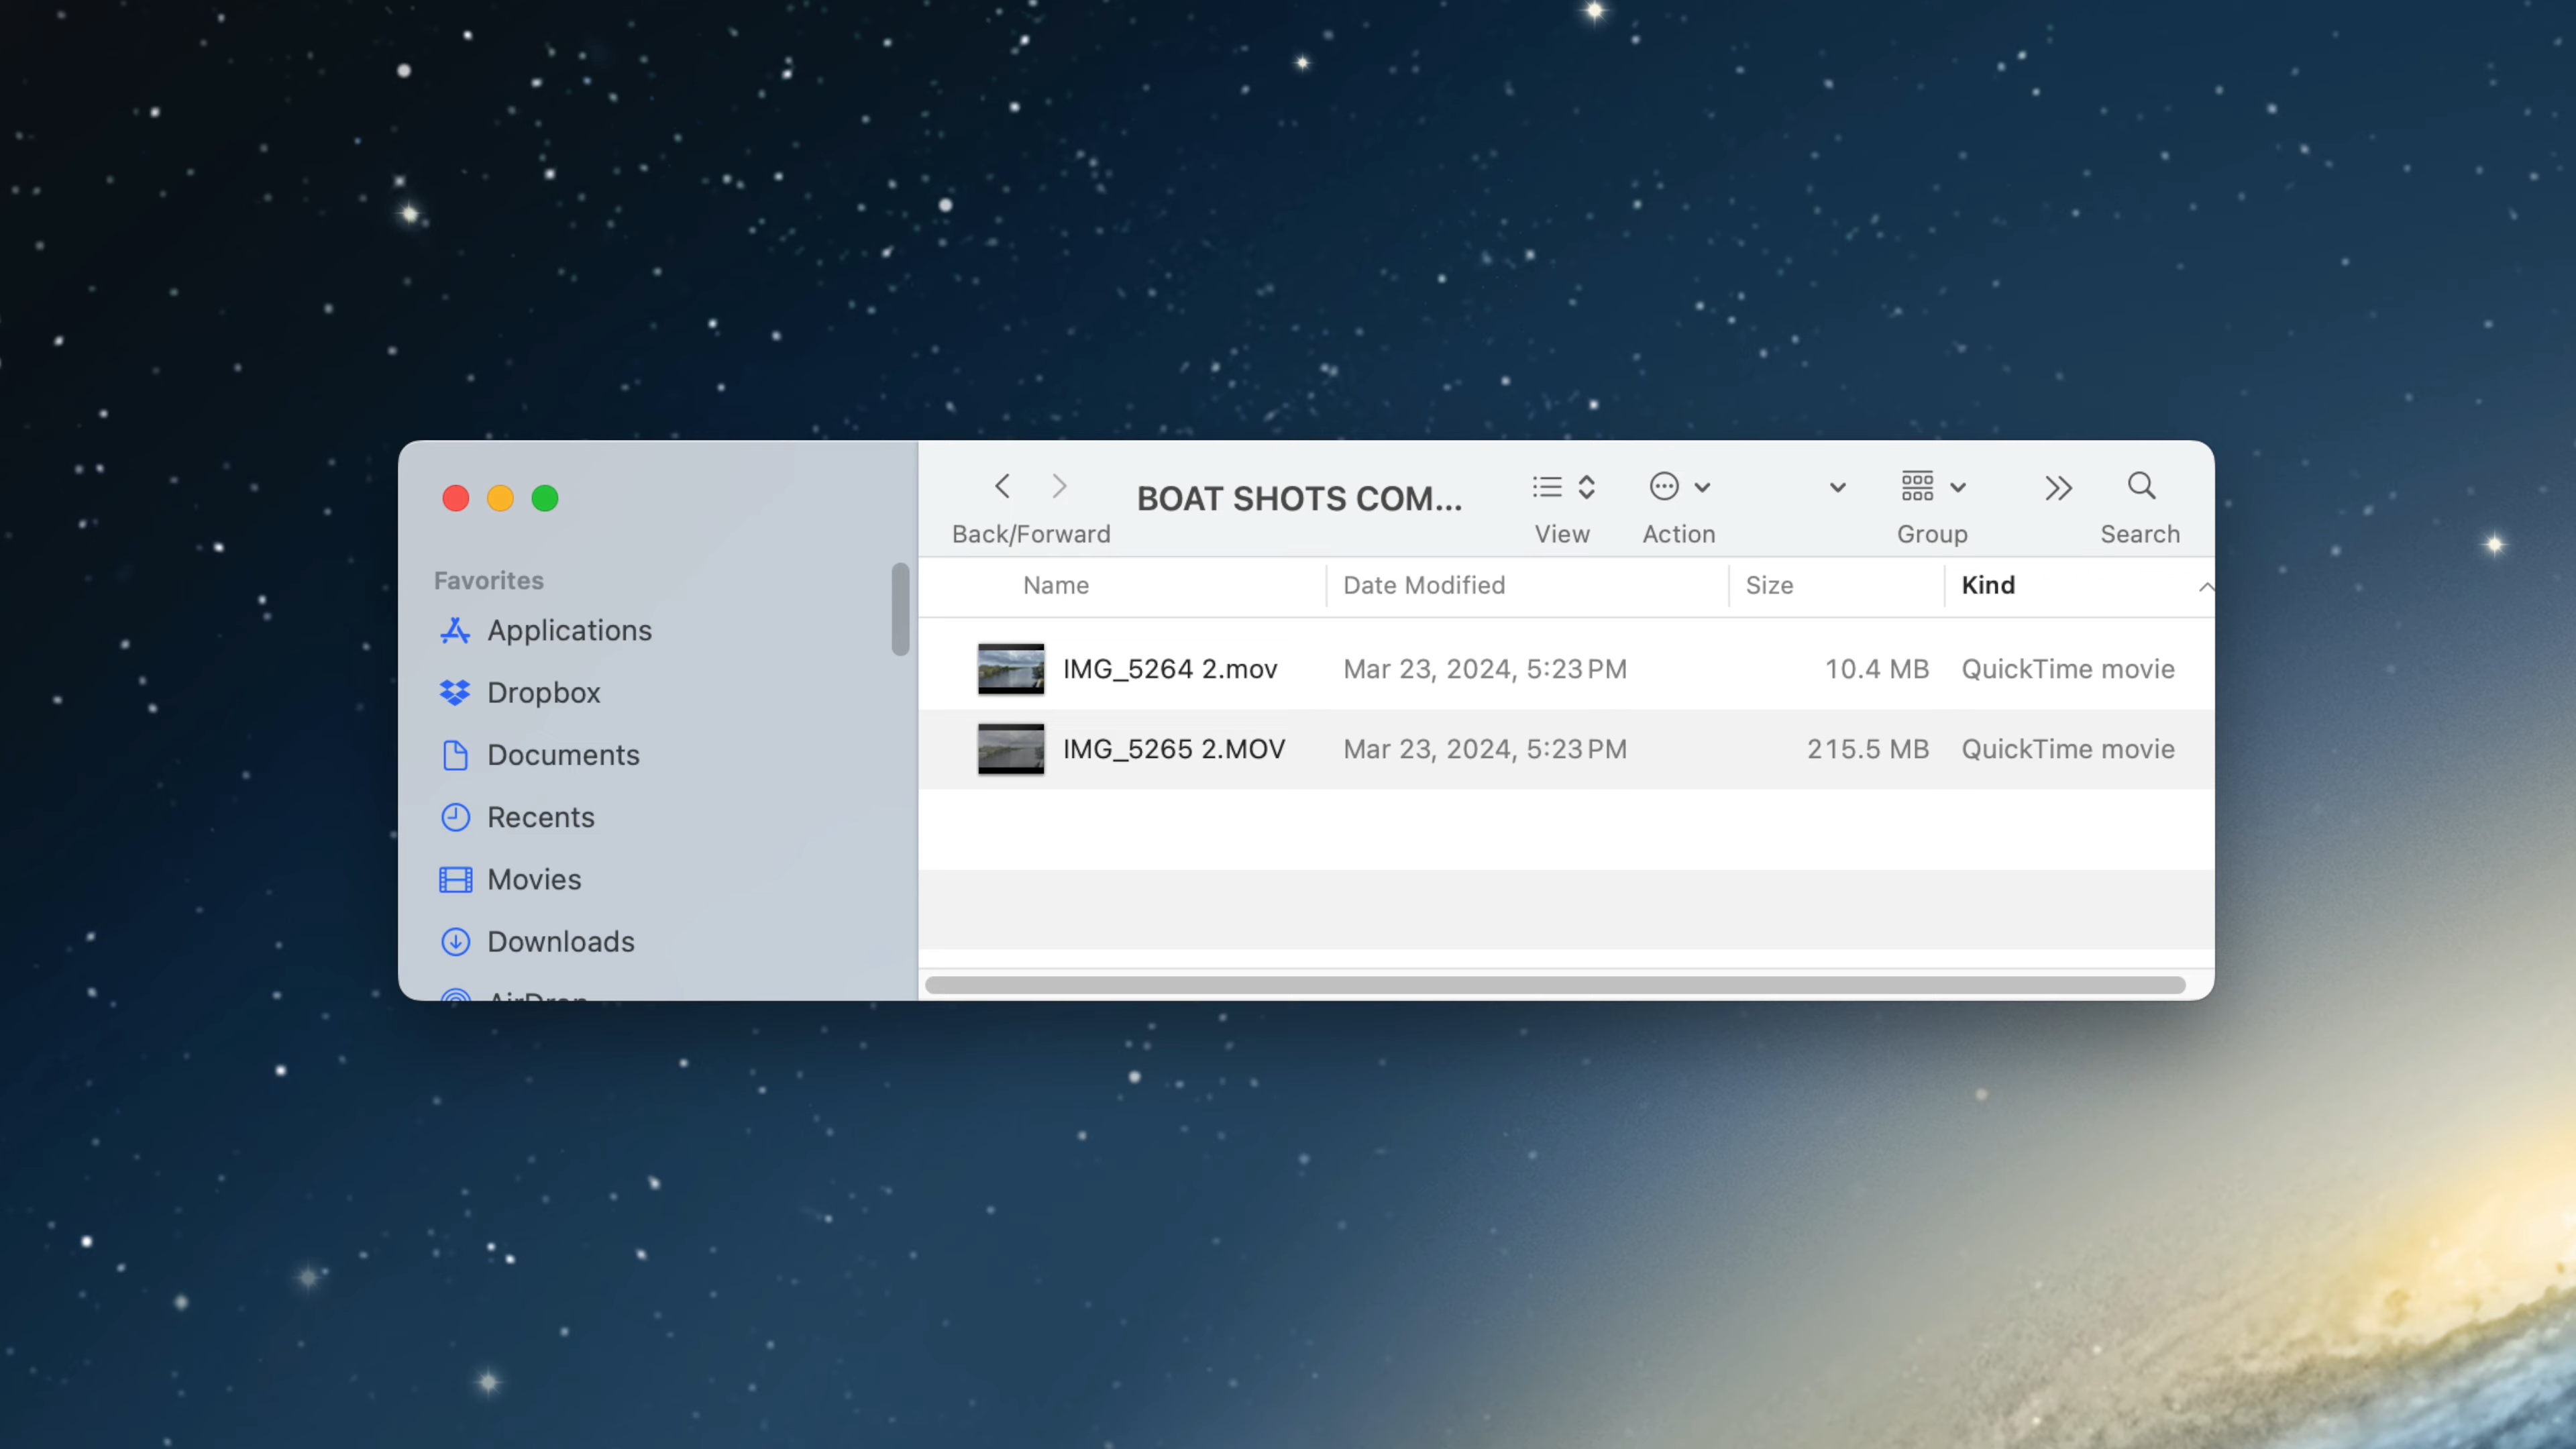 BOAT SHOTS COM...
Back/Forward View Action Group Search
Favorites
Applications
Dropbox
Documents
Recents
Movies
Downloads
AirDrop
Name Date Modified Size Kind
IMG_5264 2.mov Mar 23, 2024, 5:23 PM 10.4 MB QuickTime movie
IMG_5265 2.MOV Mar 23, 2024, 5:23 PM 215.5 MB QuickTime movie